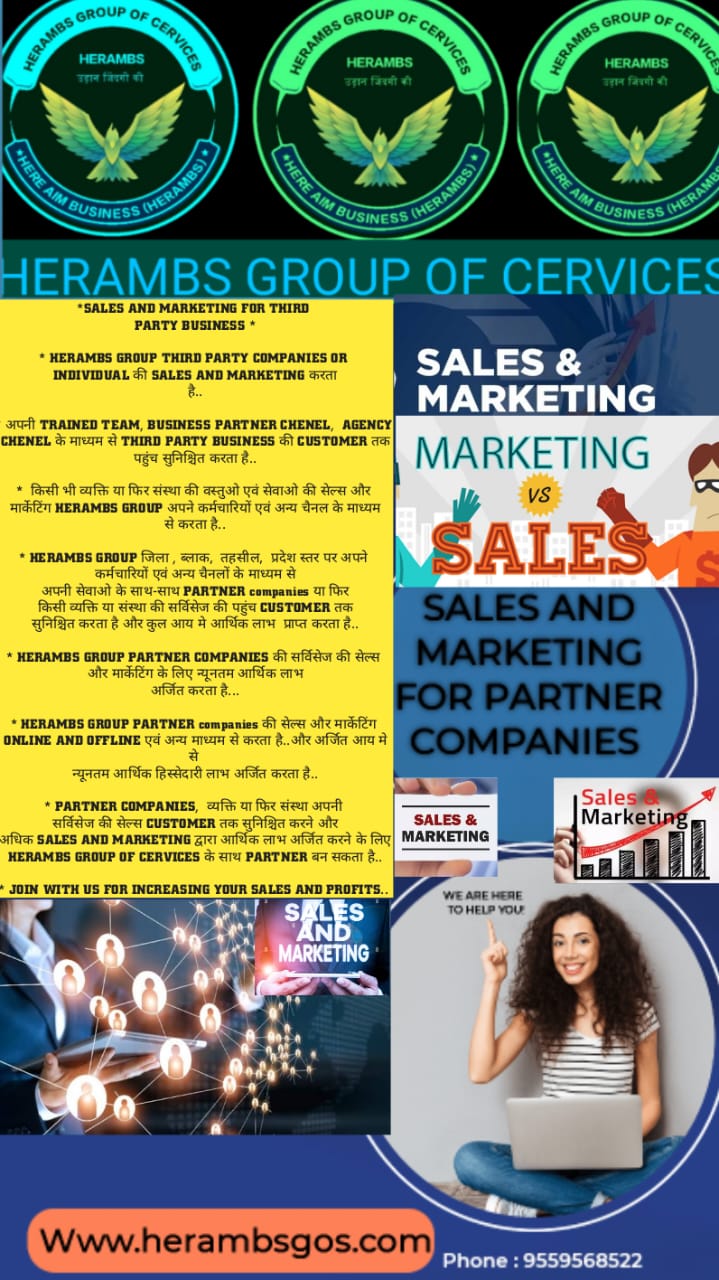 HERAMBS GROUP OF CERVICES
HERAMBS
उड़ान जिंदगी की
*HERE AIM BUSINESS (HERAMBS)*
HERAMBS GROUP OF CERVICES
HERAMBS
उड़ान जिंदगी की
*HERE AIM BUSINESS (HERAMBS)
HERAMBS GROUP OF CERVICES
HERAMBS
उड़ान जिंदगी की
*HERE AIM BUSINESS (HERAMBS)
HERAMBS GROUP OF CERVICES
*SALES AND MARKETING FOR THIRD
PARTY BUSINESS *
* HERAMBS GROUP THIRD PARTY COMPANIES OR
INDIVIDUAL की SALES AND MARKETING करता
है..
अपनी TRAINED TEAM, BUSINESS PARTNER CHENEL, AGENCY
CHENEL के माध्यम से THIRD PARTY BUSINESS की CUSTOMER तक
पहुंच सुनिश्चित करता है..
* किसी भी व्यक्ति या फिर संस्था की वस्तुओ एवं सेवाओ की सेल्स और
मार्केटिंग HERAMBS GROUP अपने कर्मचारियों एवं अन्य चैनल के माध्यम
से करता है..
* HERAMBS GROUP जिला , ब्लाक, तहसील, प्रदेश स्तर पर अपने
कर्मचारियों एवं अन्य चैनलों के माध्यम से
अपनी सेवाओ के साथ-साथ PARTNER companies या फिर
किसी व्यक्ति या संस्था की सर्विसेज की पहुंच CUSTOMER तक
सुनिश्चित करता है और कुल आय मे आर्थिक लाभ प्राप्त करता है..
* HERAMBS GROUP PARTNER COMPANIES की सर्विसेज की सेल्स
और मार्केटिंग के लिए न्यूनतम आर्थिक लाभ
अर्जित करता है...
* HERAMBS GROUP PARTNER companies की सेल्स और मार्केटिंग
ONLINE AND OFFLINE एवं अन्य माध्यम से करता है..और अर्जित आय मे
से
न्यूनतम आर्थिक हिस्सेदारी लाभ अर्जित करता है..
* PARTNER COMPANIES, व्यक्ति या फिर संस्था अपनी
सर्विसेज की सेल्स CUSTOMER तक सुनिश्चित करने और
अधिक SALES AND MARKETING द्वारा आर्थिक लाभ अर्जित करने के लिए
HERAMBS GROUP OF CERVICES के साथ PARTNER बन सकता है..
* JOIN WITH US FOR INCREASING YOUR SALES AND PROFITS..
SALES &
MARKETING
MARKETING
VS
SALES
SALES AND
MARKETING
FOR PARTNER
COMPANIES
SALES &
MARKETING
Sales &
Marketing
SALES
AND
MARKETING
WE ARE HERE
TO HELP YOU!
Www.herambsgos.com
Phone : 9559568522